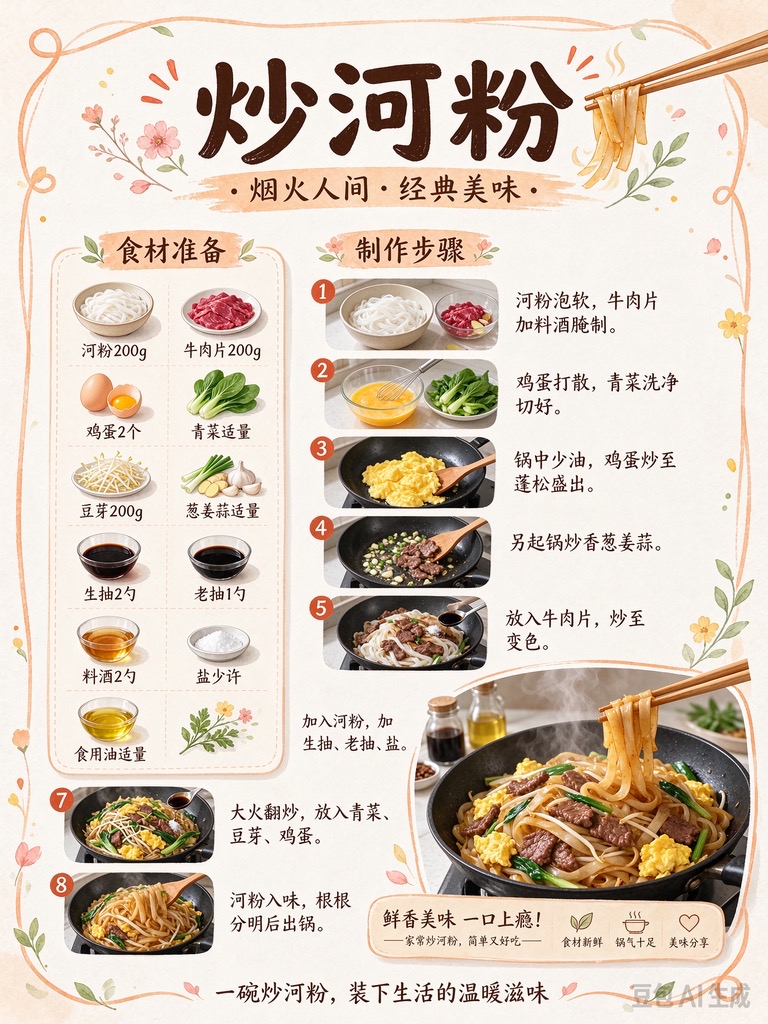 炒河粉
·烟火人间·经典美味·
食材准备
河粉200g
牛肉片200g
鸡蛋2个
青菜适量
豆芽200g
葱姜蒜适量
生抽2勺
老抽1勺
料酒2勺
盐少许
食用油适量
制作步骤
1
河粉泡软，牛肉片
加料酒腌制。
2
鸡蛋打散，青菜洗净
切好。
3
锅中少油，鸡蛋炒至
蓬松盛出。
4
另起锅炒香葱姜蒜。
5
放入牛肉片，炒至
变色。
加入河粉，加
生抽、老抽、盐。
7
大火翻炒，放入青菜、
豆芽、鸡蛋。
8
河粉入味，根根
分明后出锅。
鲜香美味 一口上瘾！
家常炒河粉，简单又好吃
食材新鲜
锅气十足
美味分享
一碗炒河粉，装下生活的温暖滋味
豆包AI生成